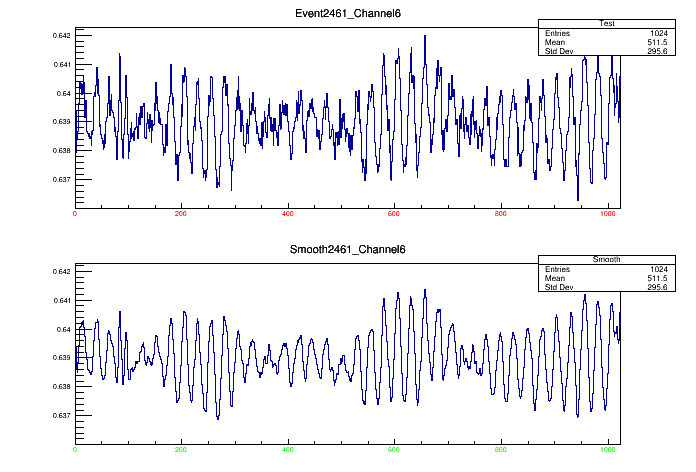 Event2461_Channel6
Test
Entries 1024
Mean 511.5
Std Dev 295.6
0.642
0.641
0.64
0.639
0.638
0.637
0 200 400 600 800 1000
Smooth2461_Channel6
Smooth
Entries 1024
Mean 511.5
Std Dev 295.6
0.642
0.641
0.64
0.639
0.638
0.637
0 200 400 600 800 1000